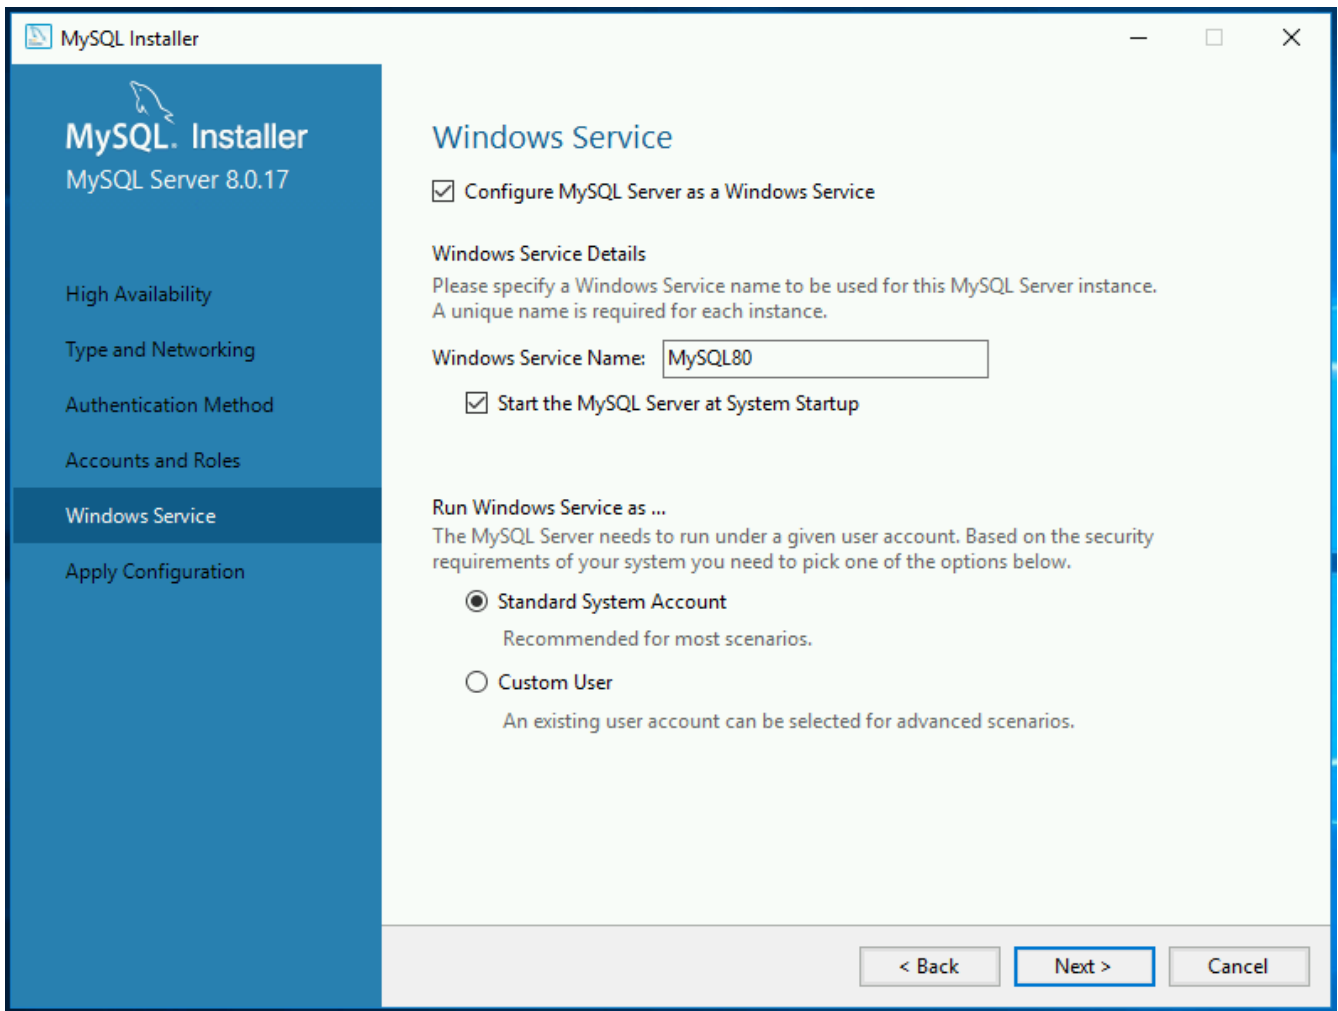 MySQL Installer
MySQL. Installer
MySQL Server 8.0.17
High Availability
Type and Networking
Authentication Method
Accounts and Roles
Windows Service
Apply Configuration
Windows Service
Configure MySQL Server as a Windows Service
Windows Service Details
Please specify a Windows Service name to be used for this MySQL Server instance.
A unique name is required for each instance.
Windows Service Name: MySQL80
Start the MySQL Server at System Startup
Run Windows Service as ...
The MySQL Server needs to run under a given user account. Based on the security
requirements of your system you need to pick one of the options below.
Standard System Account
Recommended for most scenarios.
Custom User
An existing user account can be selected for advanced scenarios.
< Back Next > Cancel